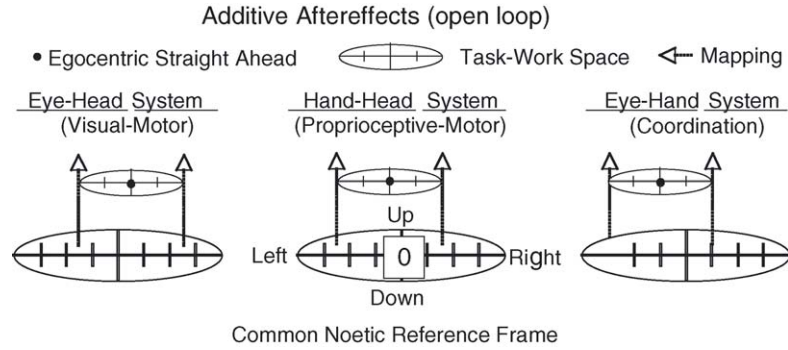 Additive Aftereffects (open loop)
Egocentric Straight Ahead Task-Work Space Mapping
Eye-Head System Hand-Head System Eye-Hand System
(Visual-Motor) (Proprioceptive-Motor) (Coordination)
Up
Left 0 Right
Down
Common Noetic Reference Frame